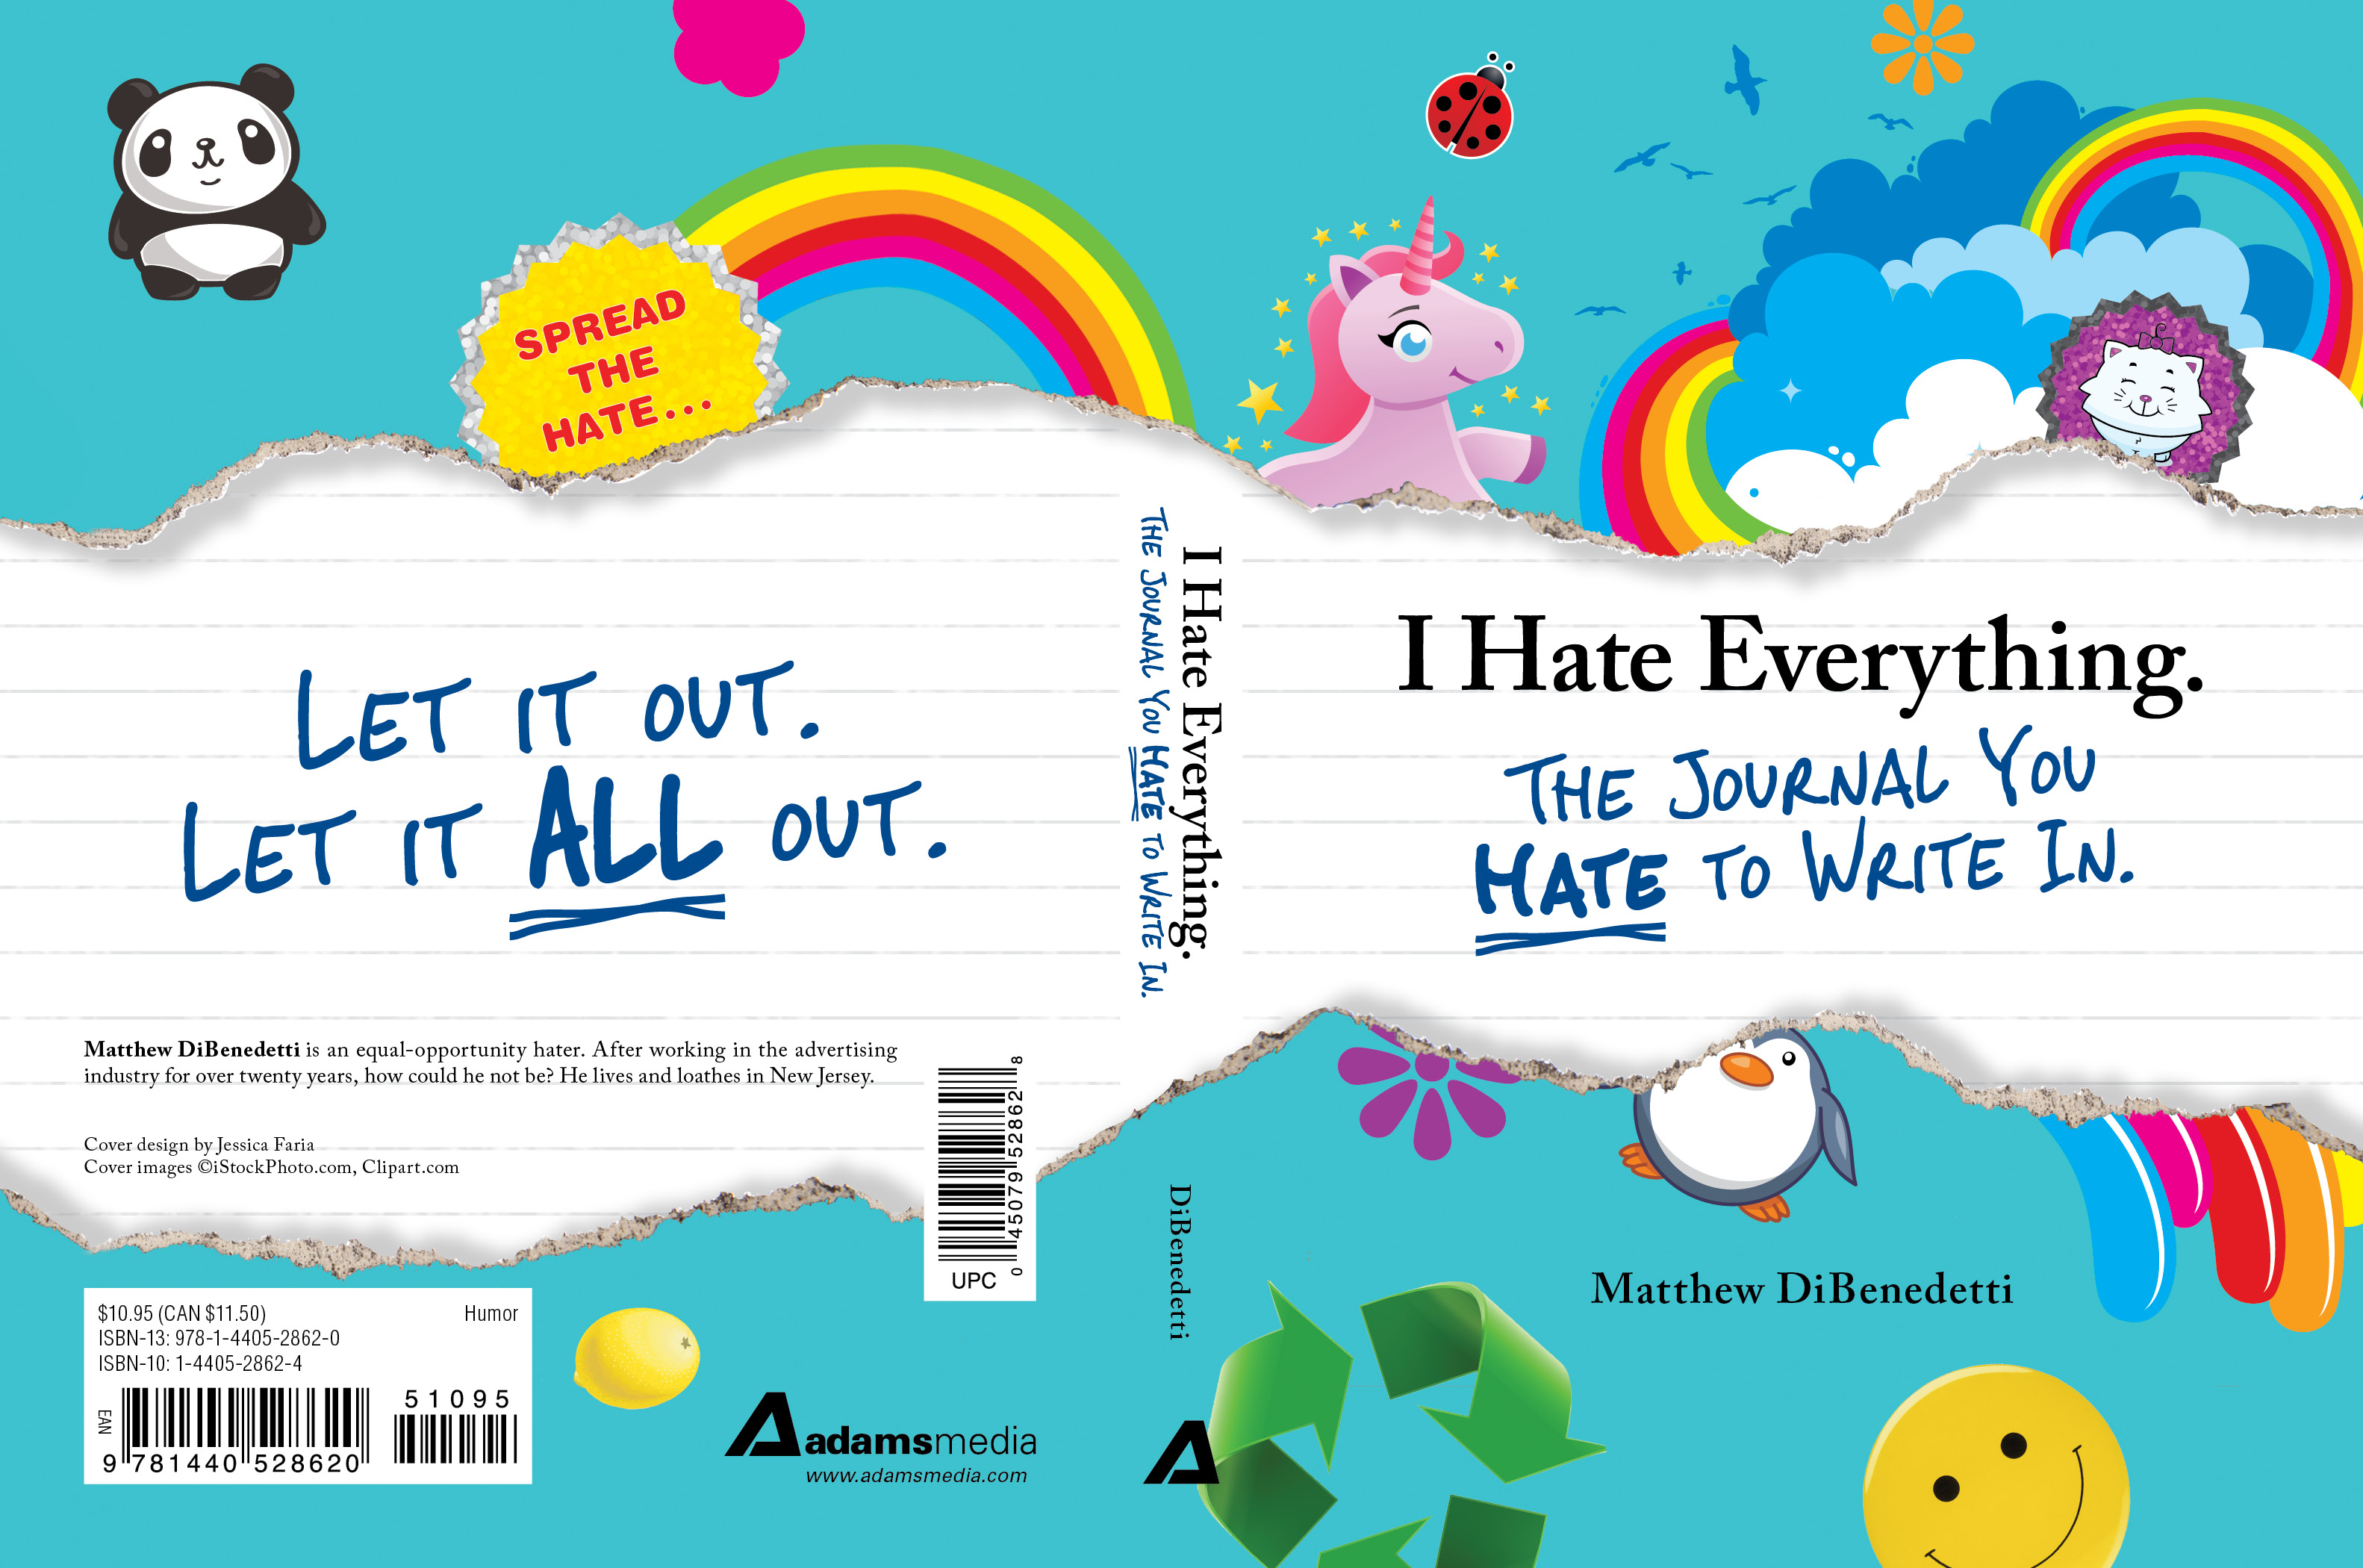 SPREAD
THE
HATE...
LET IT OUT.
LET IT ALL OUT.
Matthew DiBenedetti is an equal-opportunity hater. After working in the advertising
industry for over twenty years, how could he not be? He lives and loathes in New Jersey.
Cover design by Jessica Faria
Cover images ©iStockPhoto.com, Clipart.com
0 45079 52862 8
UPC
$10.95 (CAN $11.50) Humor
ISBN-13: 978-1-4405-2862-0
ISBN-10: 1-4405-2862-4
51095
EAN
9 781440 528620
adamsmedia
www.adamsmedia.com
I Hate Everything.
THE JOURNAL YOU HATE TO WRITE IN.
DiBenedetti
I Hate Everything.
THE JOURNAL YOU
HATE TO WRITE IN.
Matthew DiBenedetti